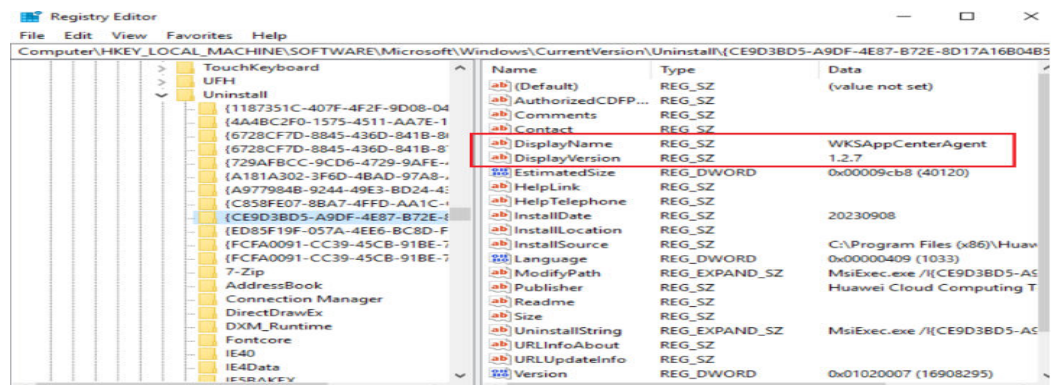 Registry Editor
File Edit View Favorites Help
Computer\HKEY_LOCAL_MACHINE\SOFTWARE\Microsoft\Windows\CurrentVersion\Uninstall\{CE9D3BD5-A9DF-4E87-B72E-8D17A16B04B5
TouchKeyboard
UFH
Uninstall
{1187351C-407F-4F2F-9D08-04
{4A4BC2F0-1575-4511-AA7E-1
{6728CF7D-8845-436D-841B-8
{6728CF7D-8845-436D-841B-8
{729AFBCC-9CD6-4729-9AFE-
{A181A302-3F6D-4BAD-97A8-
{A977984B-9244-49E3-BD24-43
{C858FE07-8BA7-4FFD-AA1C-
{CE9D3BD5-A9DF-4E87-B72E-8
{ED85F19F-057A-4EE6-BC8D-F
{FCFA0091-CC39-45CB-91BE-7
{FCFA0091-CC39-45CB-91BE-7
7-Zip
AddressBook
Connection Manager
DirectDrawEx
DXM_Runtime
Fontcore
IE40
IE4Data
IE5BAKEX
Name Type Data
(Default) REG_SZ (value not set)
AuthorizedCDFP... REG_SZ
Comments REG_SZ
Contact REG_SZ
DisplayName REG_SZ WKSAppCenterAgent
DisplayVersion REG_SZ 1.2.7
EstimatedSize REG_DWORD 0x00009cb8 (40120)
HelpLink REG_SZ
HelpTelephone REG_SZ
InstallDate REG_SZ 20230908
InstallLocation REG_SZ
InstallSource REG_SZ C:\Program Files (x86)\Huaw
Language REG_DWORD 0x00000409 (1033)
ModifyPath REG_EXPAND_SZ MsiExec.exe /I{CE9D3BD5-A9
Publisher REG_SZ Huawei Cloud Computing T
Readme REG_SZ
Size REG_SZ
UninstallString REG_EXPAND_SZ MsiExec.exe /I{CE9D3BD5-A9
URLInfoAbout REG_SZ
URLUpdateInfo REG_SZ
Version REG_DWORD 0x01020007 (16908295)